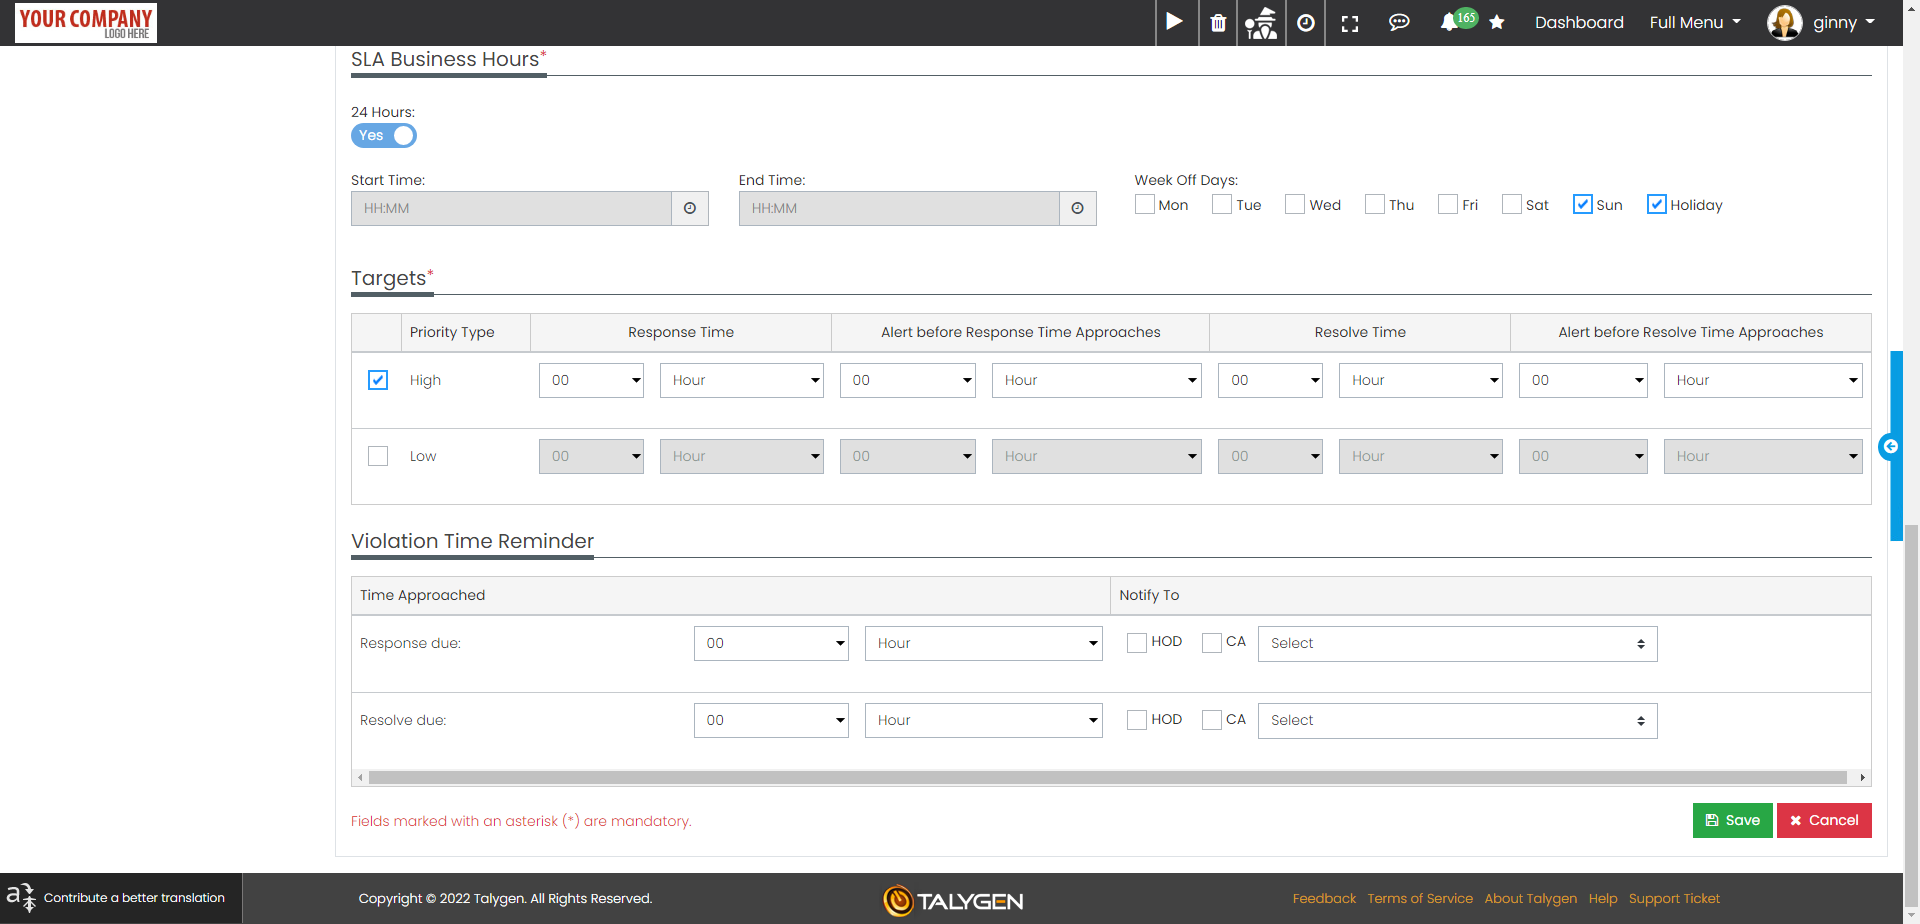 YOUR COMPANY
LOGO HERE
165
Dashboard
Full Menu
ginny
SLA Business Hours*
24 Hours:
Yes
Start Time:
End Time:
Week Off Days:
HH:MM
HH:MM
Mon
Tue
Wed
Thu
Fri
Sat
Sun
Holiday
Targets*
Priority Type
Response Time
Alert before Response Time Approaches
Resolve Time
Alert before Resolve Time Approaches
High
00
Hour
00
Hour
00
Hour
00
Hour
Low
00
Hour
00
Hour
00
Hour
00
Hour
Violation Time Reminder
Time Approached
Notify To
Response due:
00
Hour
HOD
CA
Select
Resolve due:
00
Hour
HOD
CA
Select
Fields marked with an asterisk (*) are mandatory.
Save
Cancel
Contribute a better translation
Copyright © 2022 Talygen. All Rights Reserved.
TALYGEN
Feedback
Terms of Service
About Talygen
Help
Support Ticket